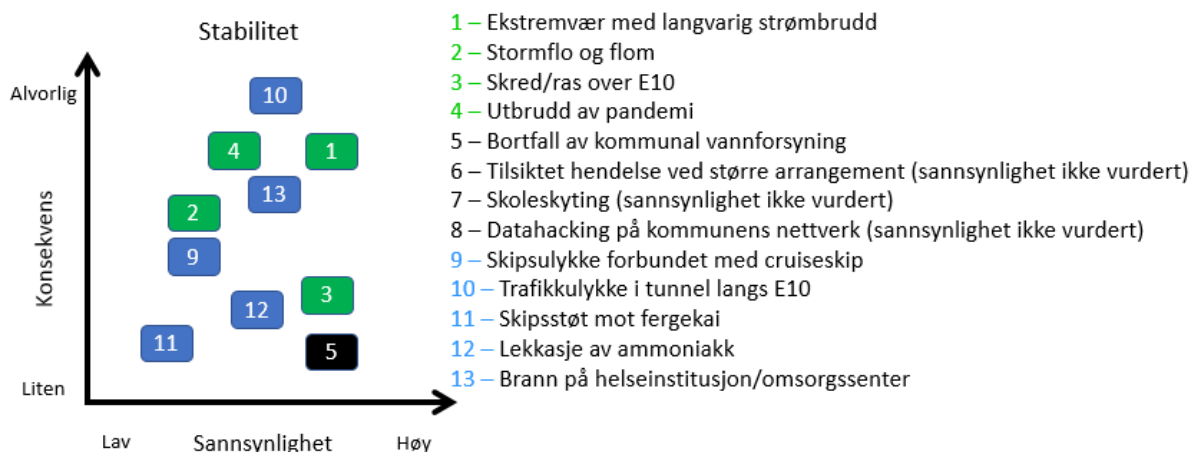 Stabilitet
Alvorlig
Konsekvens
Liten
10
4
1
13
2
9
3
12
11
5
Lav
Sannsynlighet
Høy
1 – Ekstremvær med langvarig strømbrudd
2 – Stormflo og flom
3 – Skred/ras over E10
4 – Utbrudd av pandemi
5 – Bortfall av kommunal vannforsyning
6 – Tilsiktet hendelse ved større arrangement (sannsynlighet ikke vurdert)
7 – Skoleskyting (sannsynlighet ikke vurdert)
8 – Datahacking på kommunens nettverk (sannsynlighet ikke vurdert)
9 – Skipsulykke forbundet med cruiseskip
10 – Trafikkulykke i tunnel langs E10
11 – Skipsstøt mot fergekai
12 – Lekkasje av ammoniakk
13 – Brann på helseinstitusjon/omsorgssenter